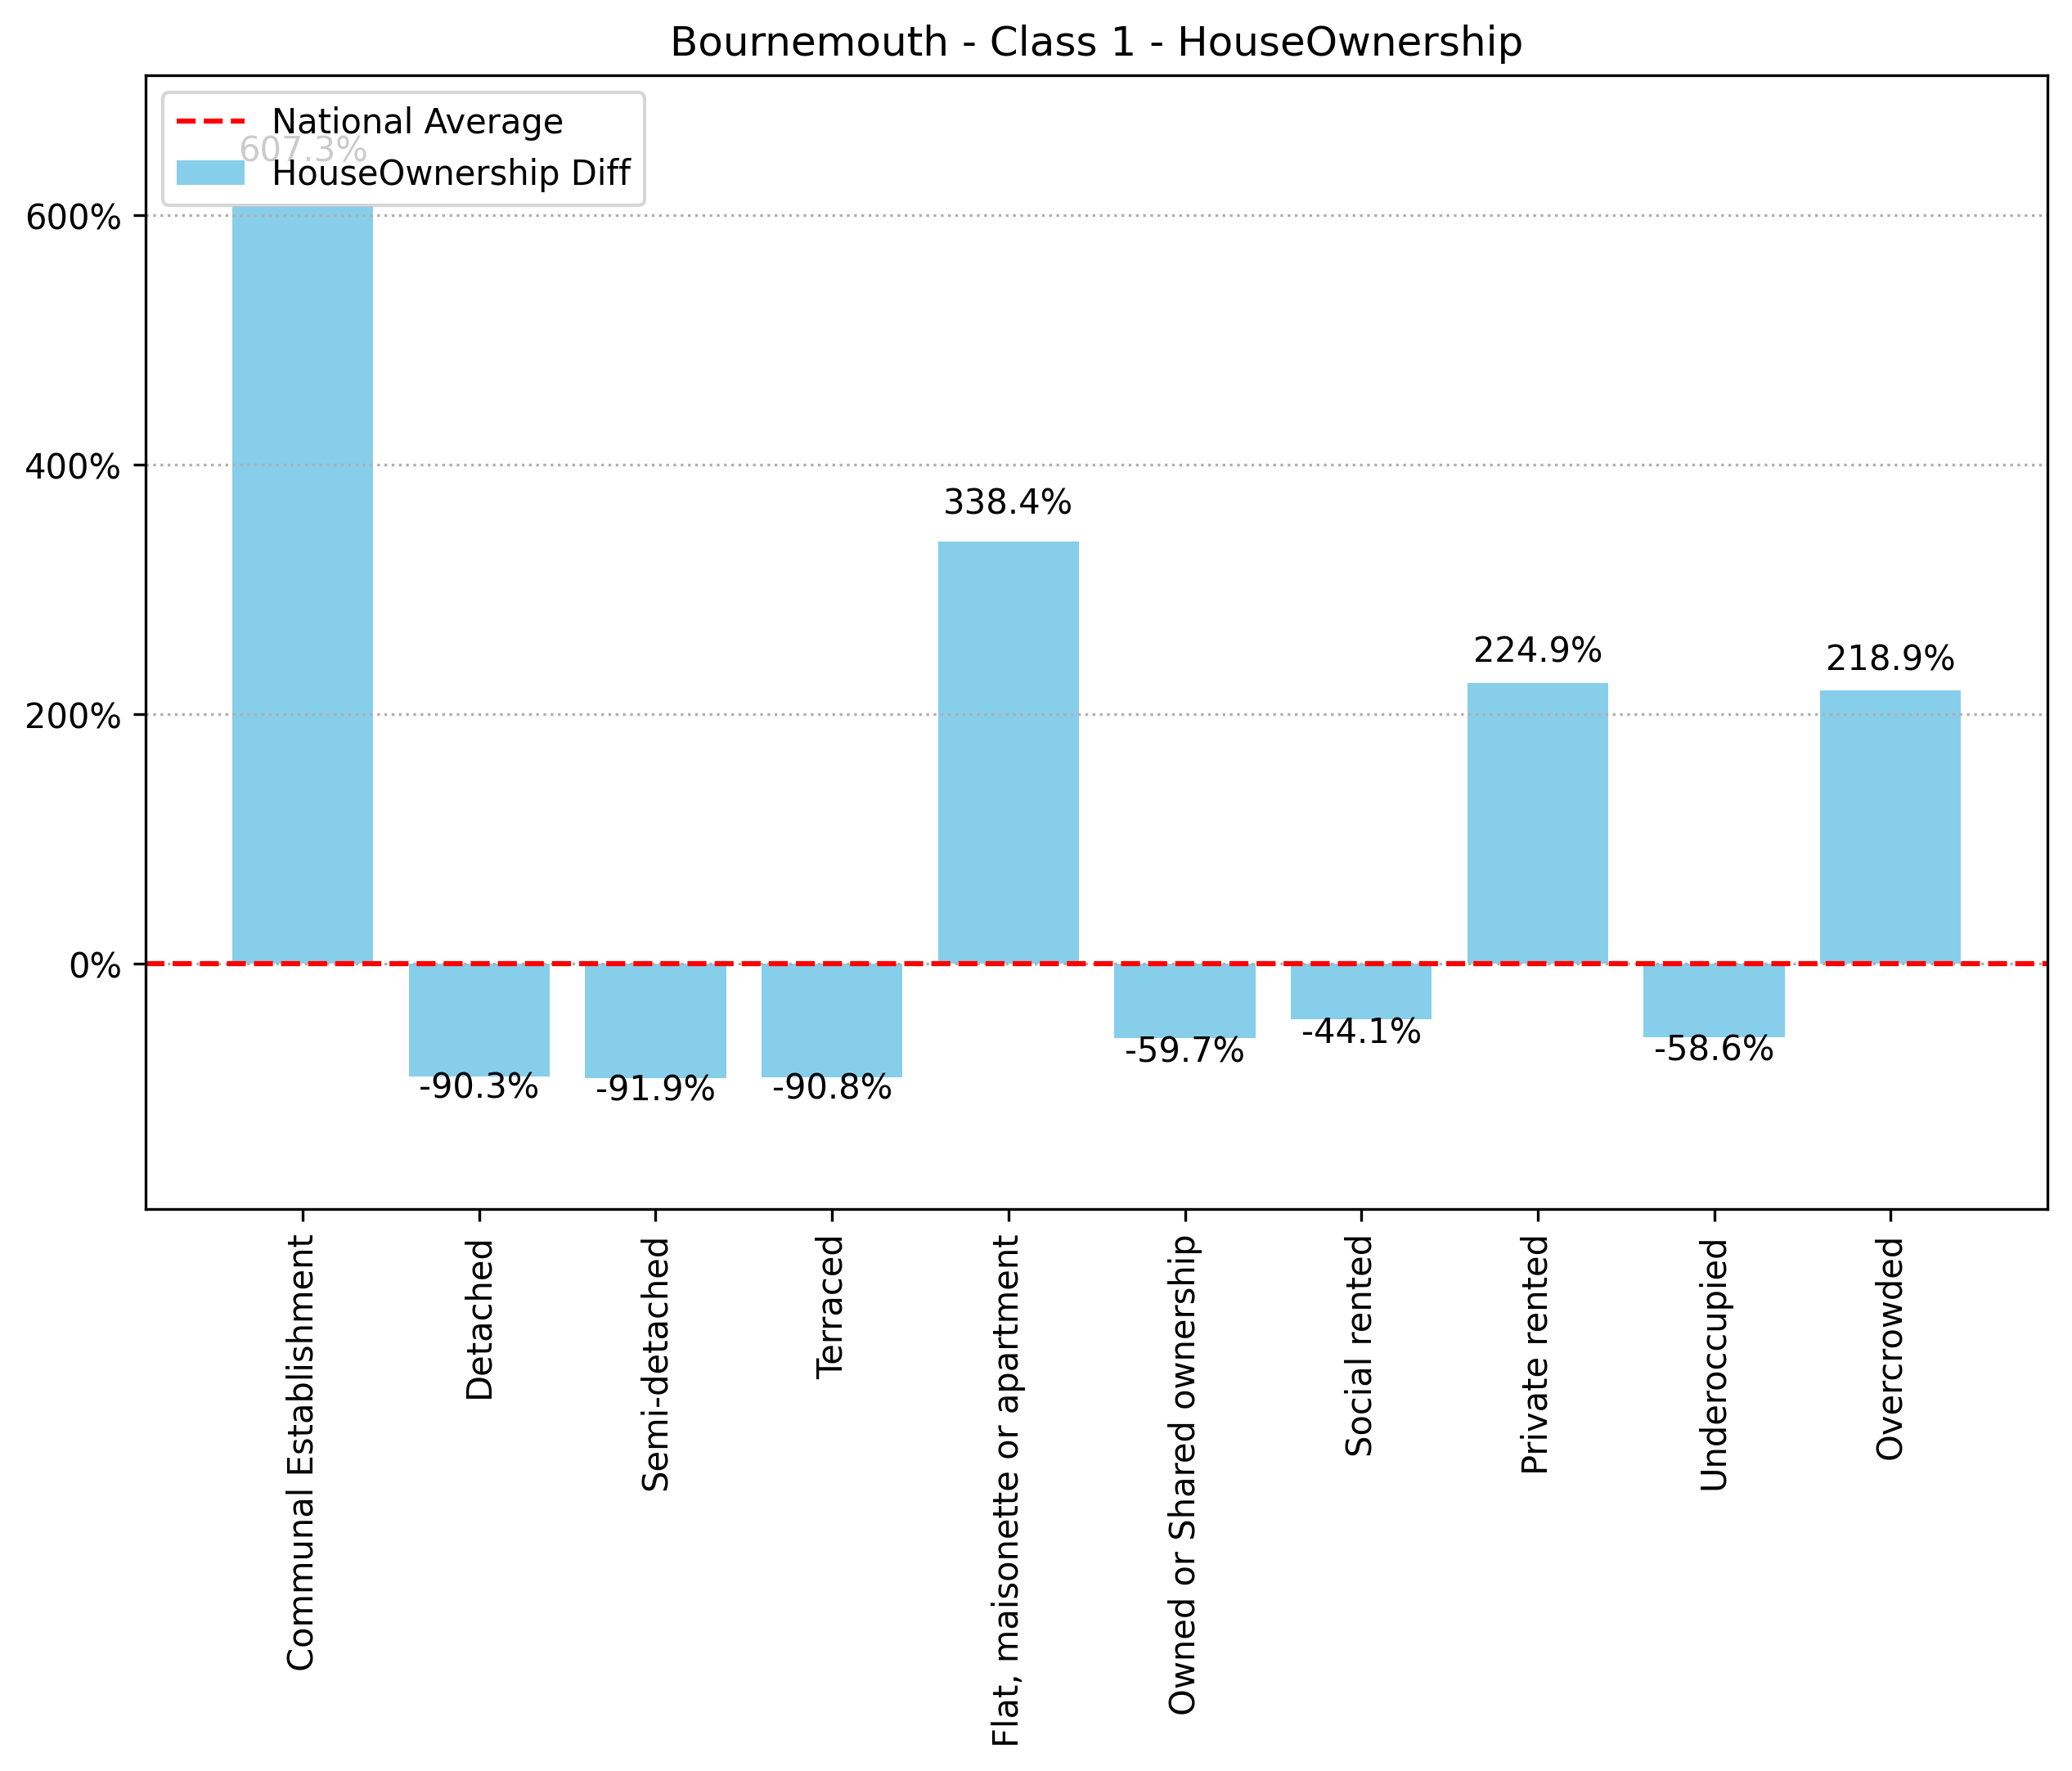 Bournemouth - Class 1 - HouseOwnership
National Average
607.3%
HouseOwnership Diff
600%
400%
338.4%
224.9%
218.9%
200%
0%
-90.3%
-91.9%
-90.8%
-59.7%
-44.1%
-58.6%
Communal Establishment
Detached
Semi-detached
Terraced
Flat, maisonette or apartment
Owned or Shared ownership
Social rented
Private rented
Underoccupied
Overcrowded